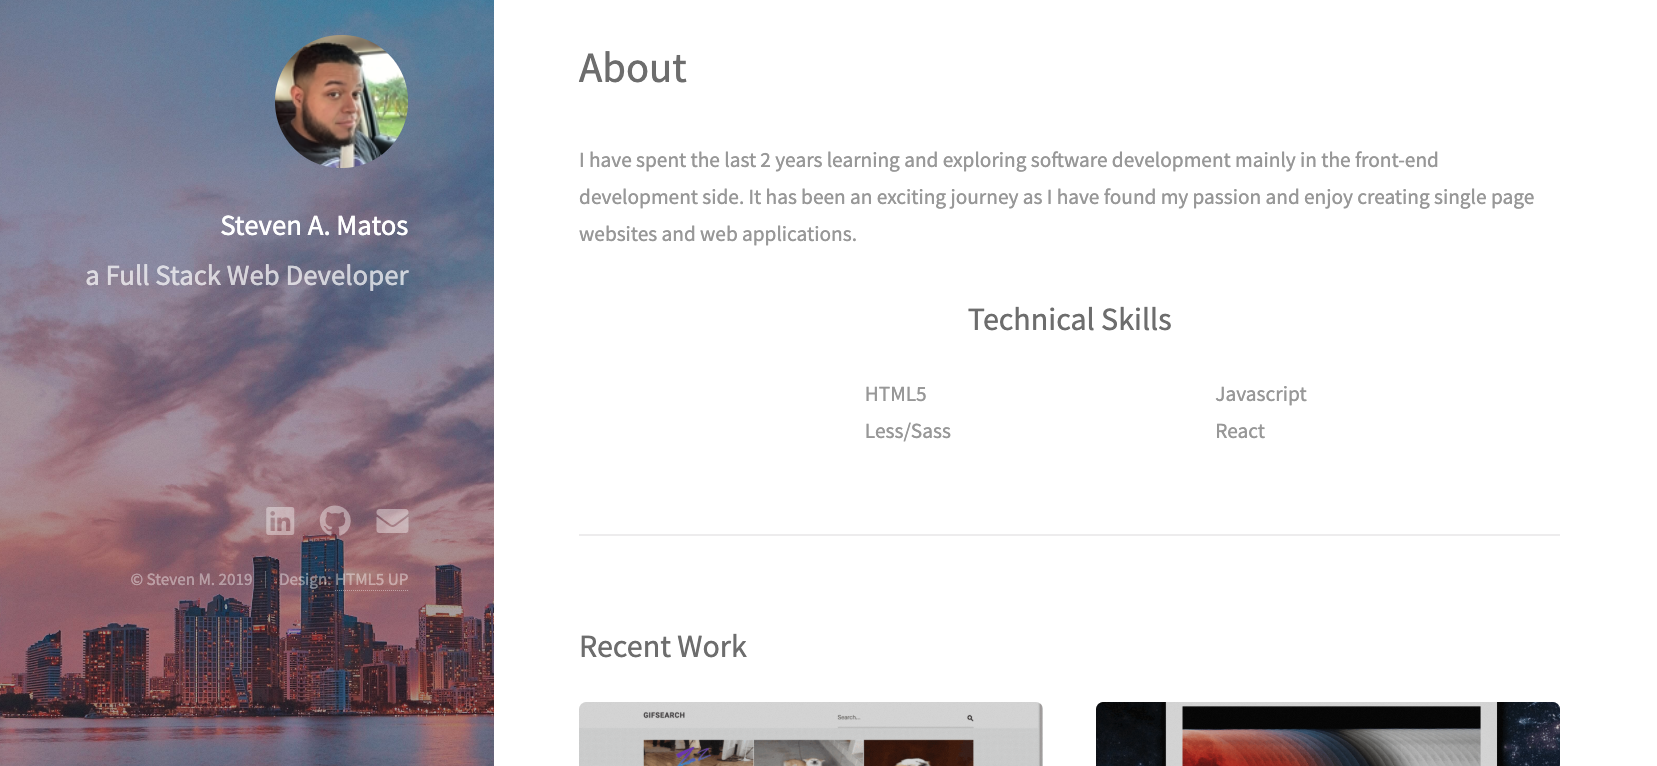 Steven A. Matos
a Full Stack Web Developer
© Steven M. 2019 Design: HTML5 UP
About
I have spent the last 2 years learning and exploring software development mainly in the front-end
development side. It has been an exciting journey as I have found my passion and enjoy creating single page
websites and web applications.
Technical Skills
HTML5 Javascript
Less/Sass React
Recent Work
GIFSEARCH Search...